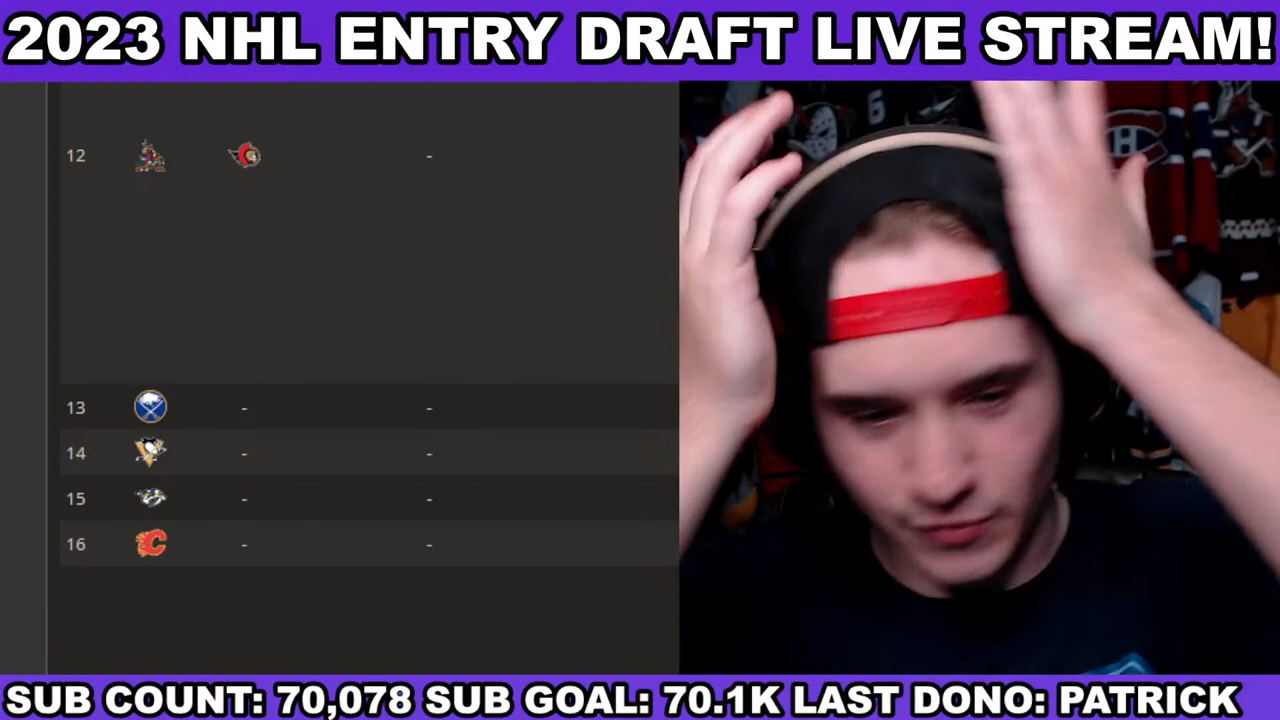 2023 NHL ENTRY DRAFT LIVE STREAM!
6
12 -
13 - -
14 - -
15 - -
16 - -
SUB COUNT: 70,078 SUB GOAL: 70.1K LAST DONO: PATRICK